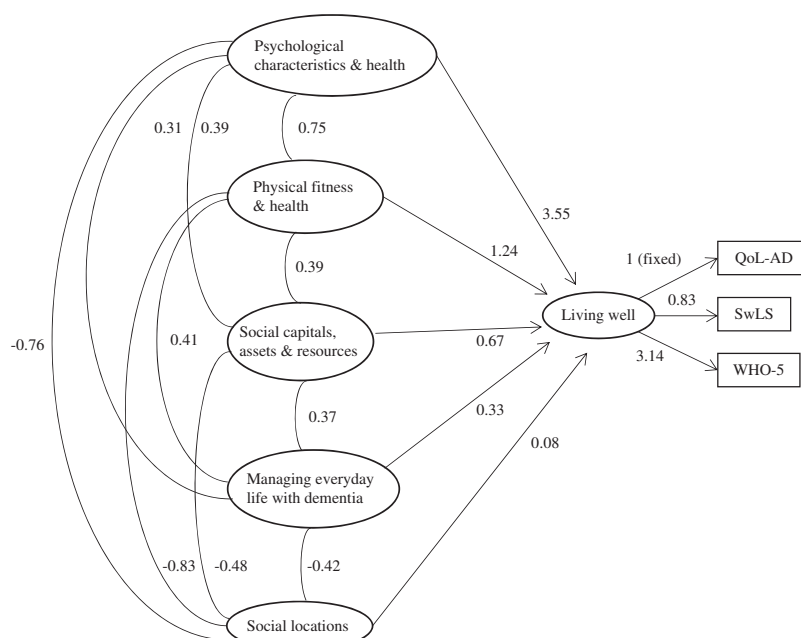 Psychological
characteristics & health
0.31
0.39
0.75
Physical fitness
& health
3.55
1.24
1 (fixed)
QoL-AD
0.39
0.83
SwLS
Living well
Social capitals,
assets & resources
-0.76
0.41
0.67
3.14
WHO-5
0.37
0.33
0.08
Managing everyday
life with dementia
-0.83
-0.48
-0.42
Social locations